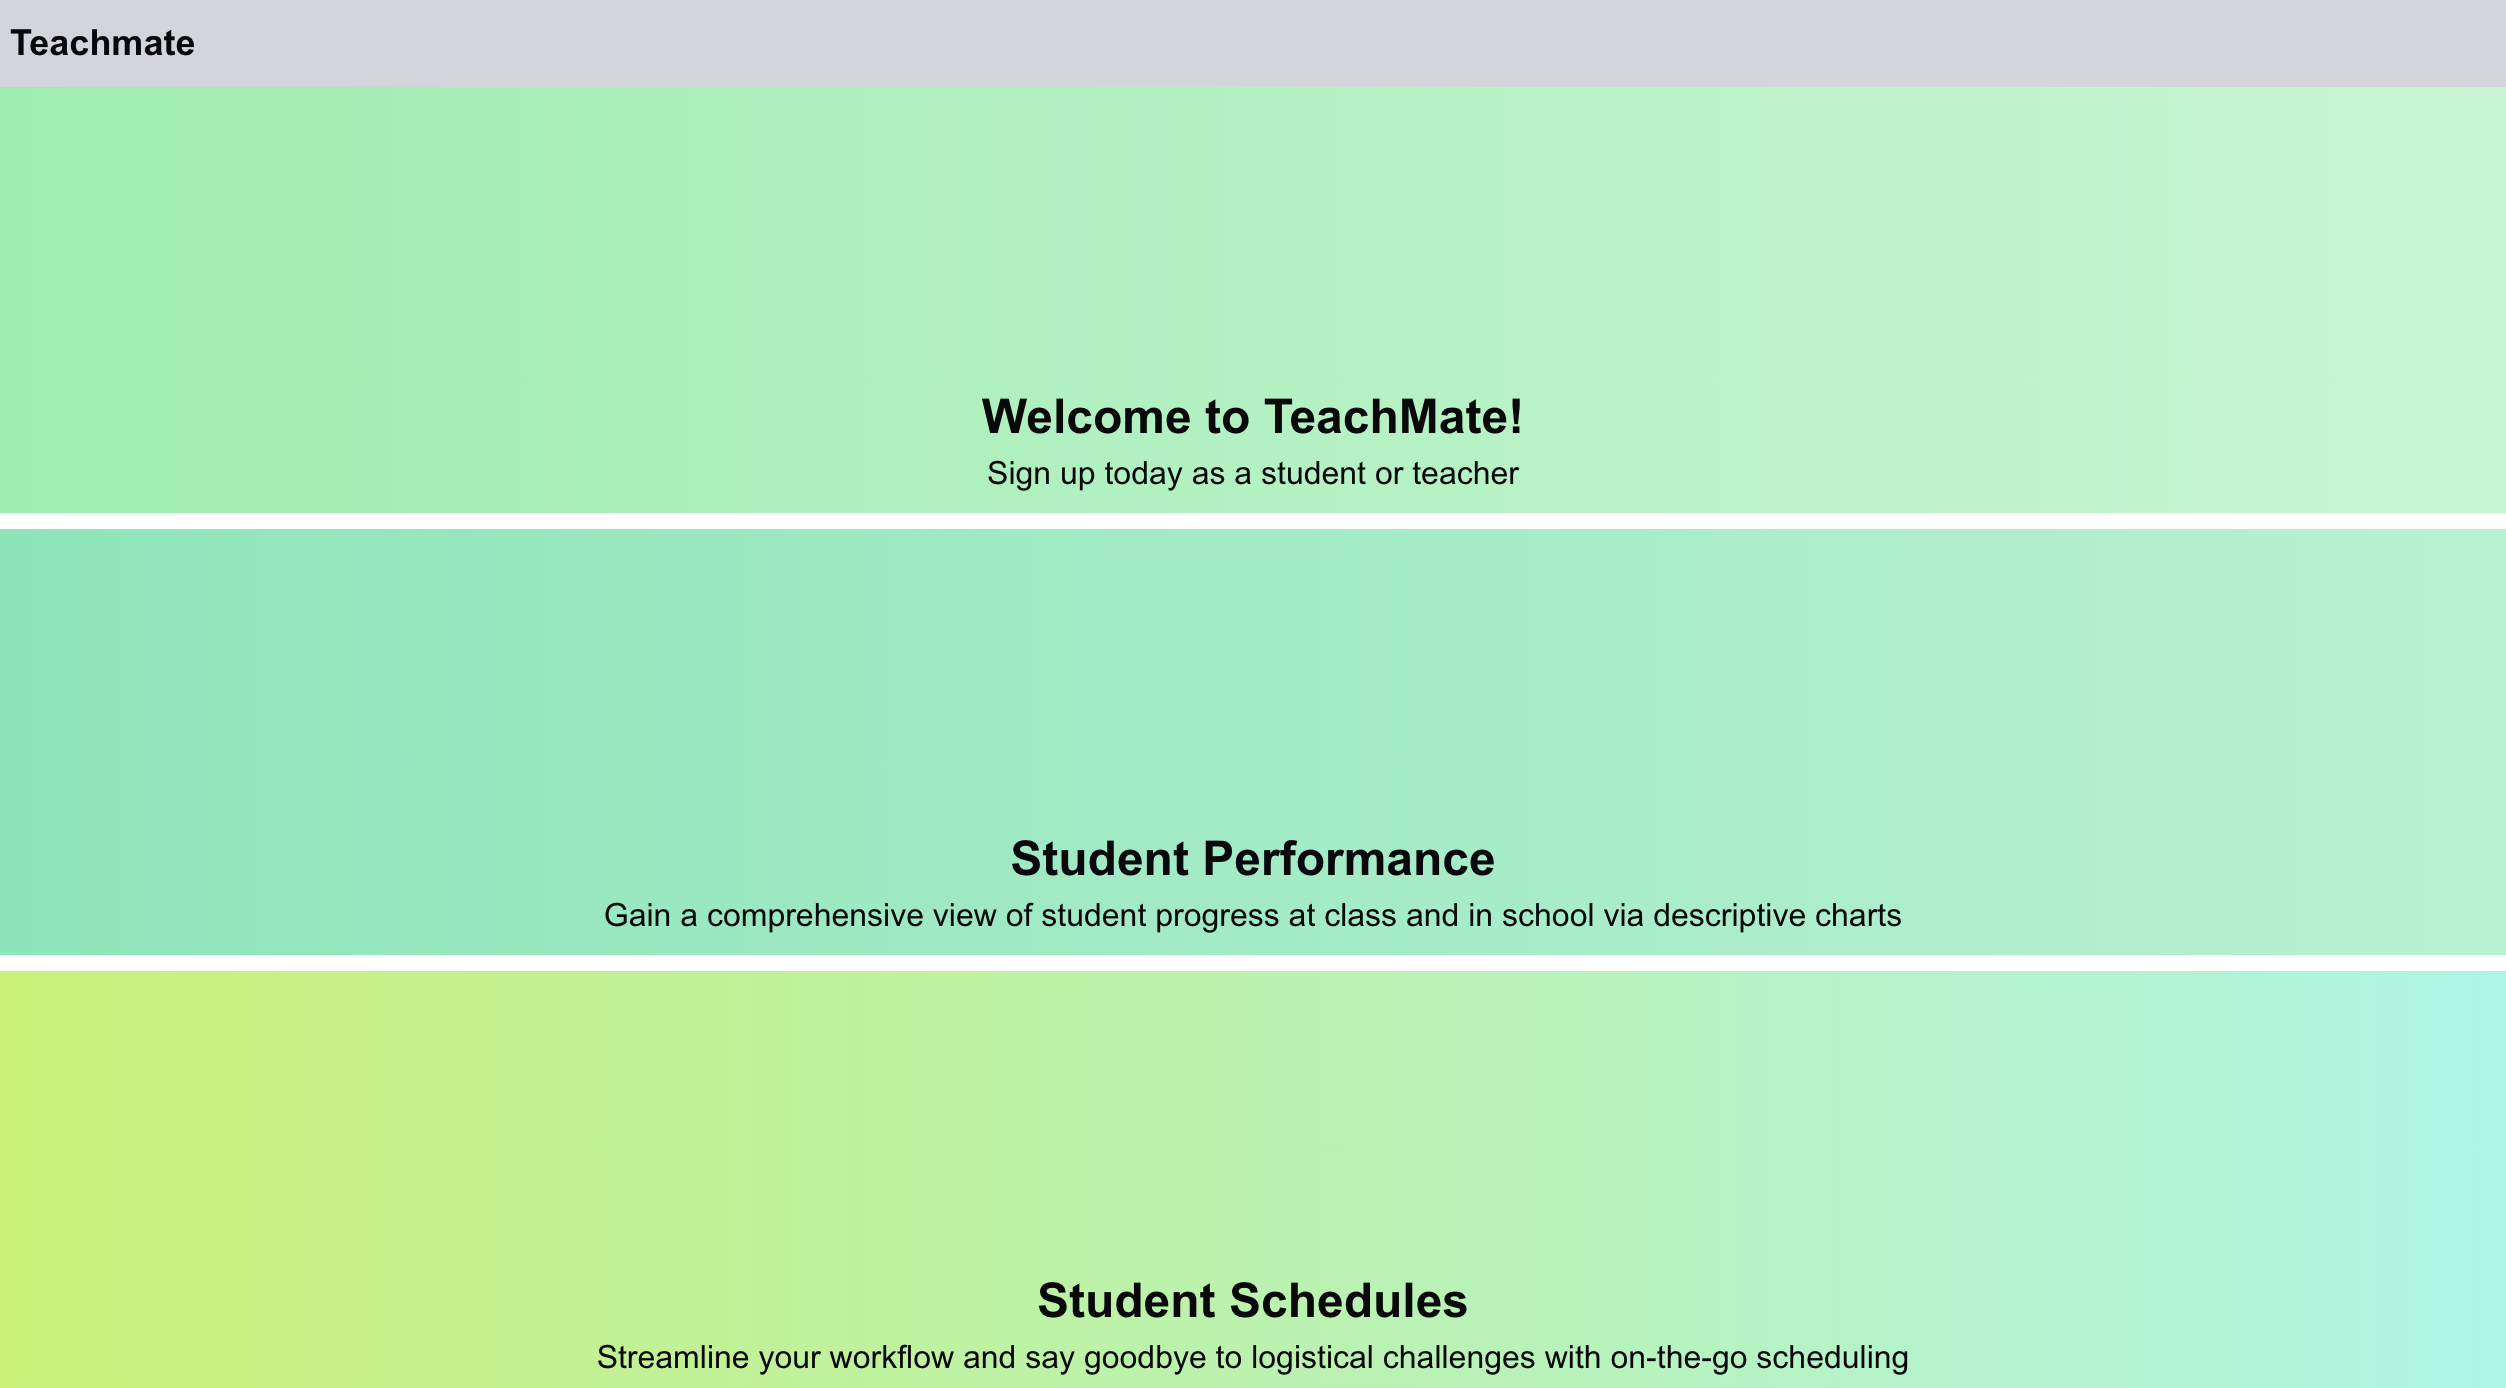 Teachmate
Welcome to TeachMate!
Sign up today as a student or teacher
Student Performance
Gain a comprehensive view of student progress at class and in school via descriptive charts
Student Schedules
Streamline your workflow and say goodbye to logistical challenges with on-the-go scheduling